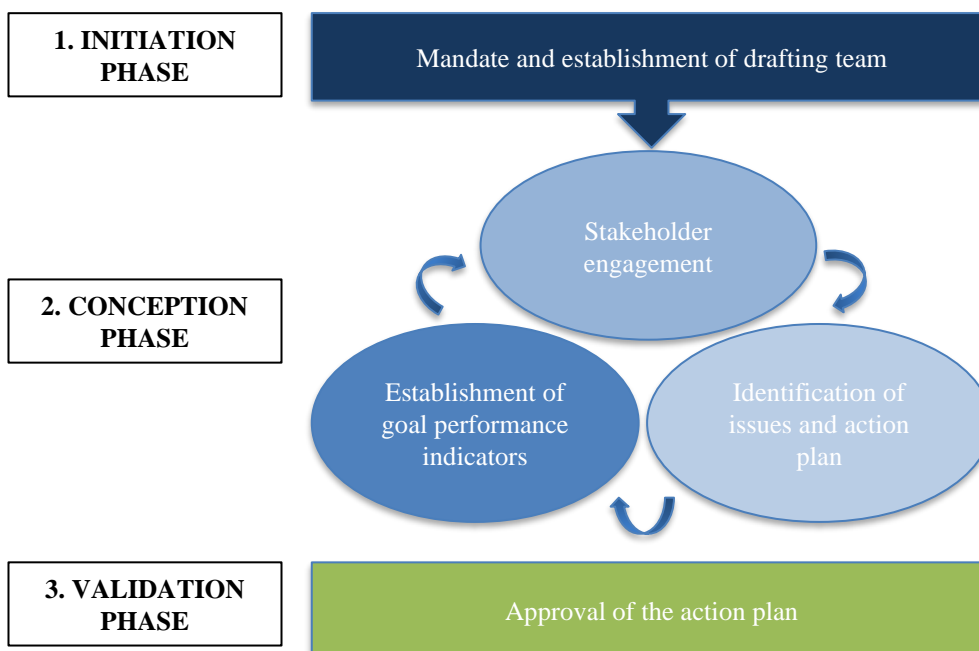 1. INITIATION
PHASE
Mandate and establishment of drafting team
Stakeholder
engagement
2. CONCEPTION
PHASE
Establishment of
goal performance
indicators
Identification of
issues and action
plan
3. VALIDATION
PHASE
Approval of the action plan